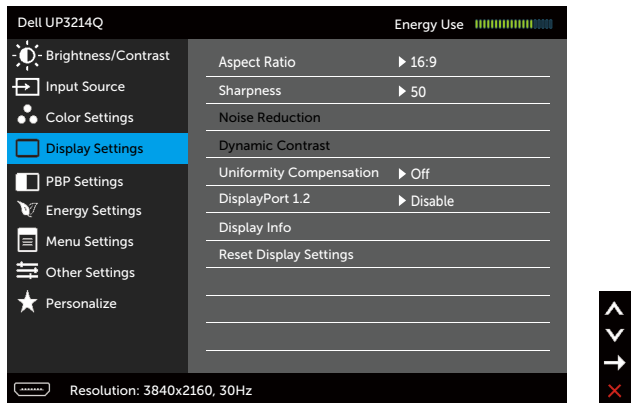 Dell UP3214Q
Energy Use
Brightness/Contrast
Input Source
Color Settings
Display Settings
PBP Settings
Energy Settings
Menu Settings
Other Settings
Personalize
Aspect Ratio 16:9
Sharpness 50
Noise Reduction
Dynamic Contrast
Uniformity Compensation Off
DisplayPort 1.2 Disable
Display Info
Reset Display Settings
Resolution: 3840x2160, 30Hz